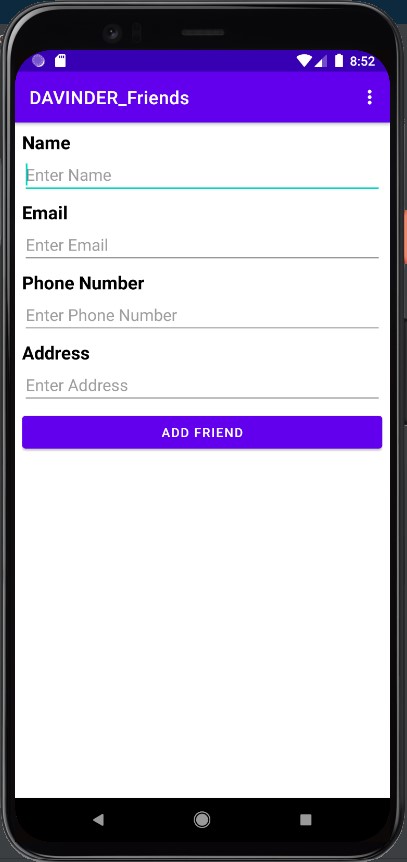 8:52
DAVINDER_Friends
Name
Enter Name
Email
Enter Email
Phone Number
Enter Phone Number
Address
Enter Address
ADD FRIEND